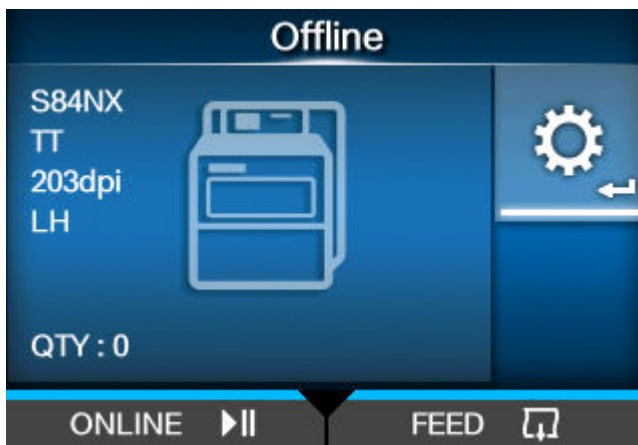 Offline
S84NX
TT
203dpi
LH
QTY : 0
ONLINE
FEED